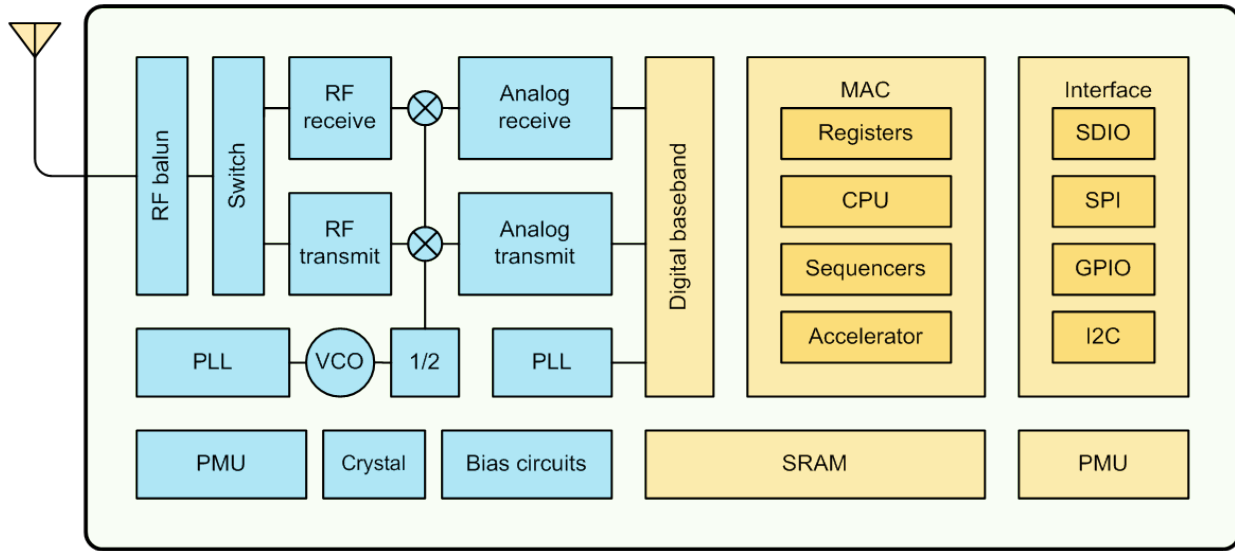 RF balun
Switch
RF
receive
Analog
receive
RF
transmit
Analog
transmit
PLL
VCO
1/2
PLL
Digital baseband
MAC
Registers
CPU
Sequencers
Accelerator
Interface
SDIO
SPI
GPIO
I2C
PMU
Crystal
Bias circuits
SRAM
PMU